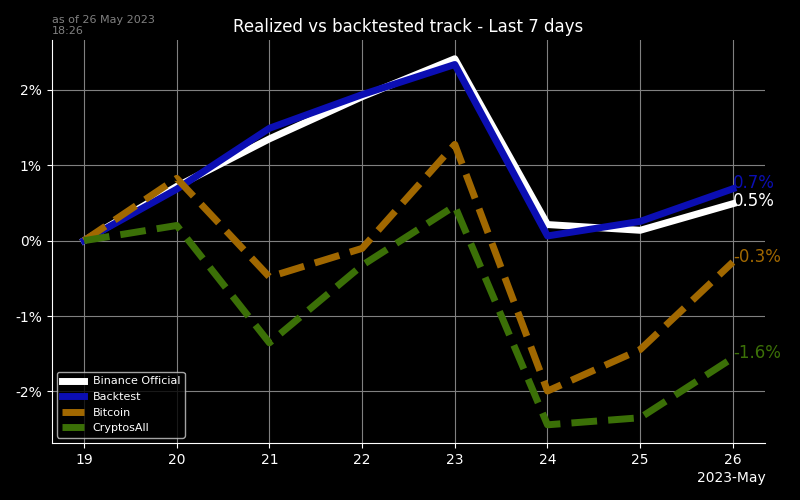 as of 26 May 2023
18:26
Realized vs backtested track - Last 7 days
2%
1%
0%
-1%
-2%
0.7%
0.5%
-0.3%
-1.6%
Binance Official
Backtest
Bitcoin
CryptosAll
19 20 21 22 23 24 25 26
2023-May